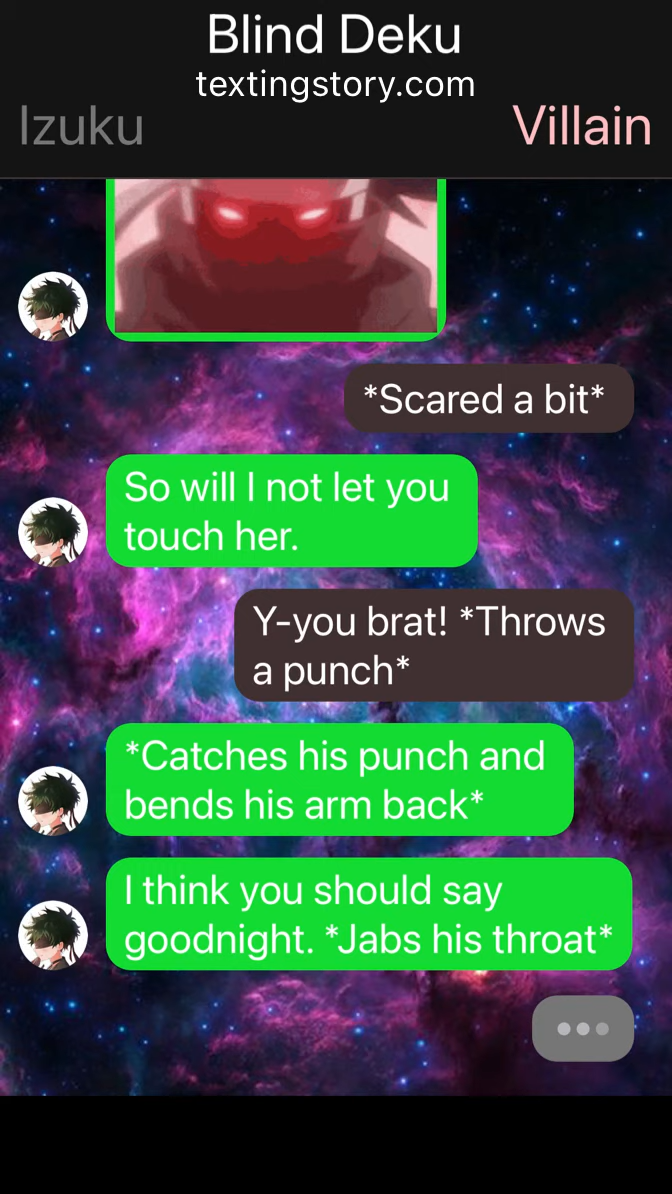 Blind Deku
textingstory.com
Izuku
Villain
*Scared a bit*
So will I not let you
touch her.
Y-you brat! *Throws
a punch*
*Catches his punch and
bends his arm back*
I think you should say
goodnight. *Jabs his throat*